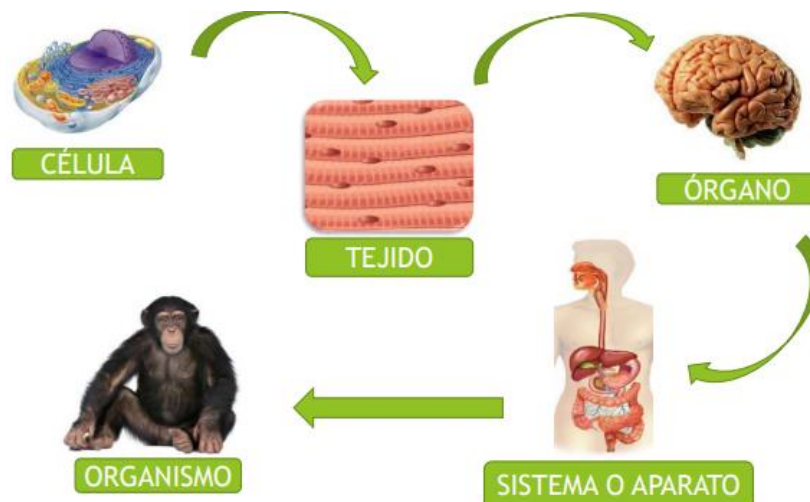 CÉLULA
TEJIDO
ÓRGANO
SISTEMA O APARATO
ORGANISMO